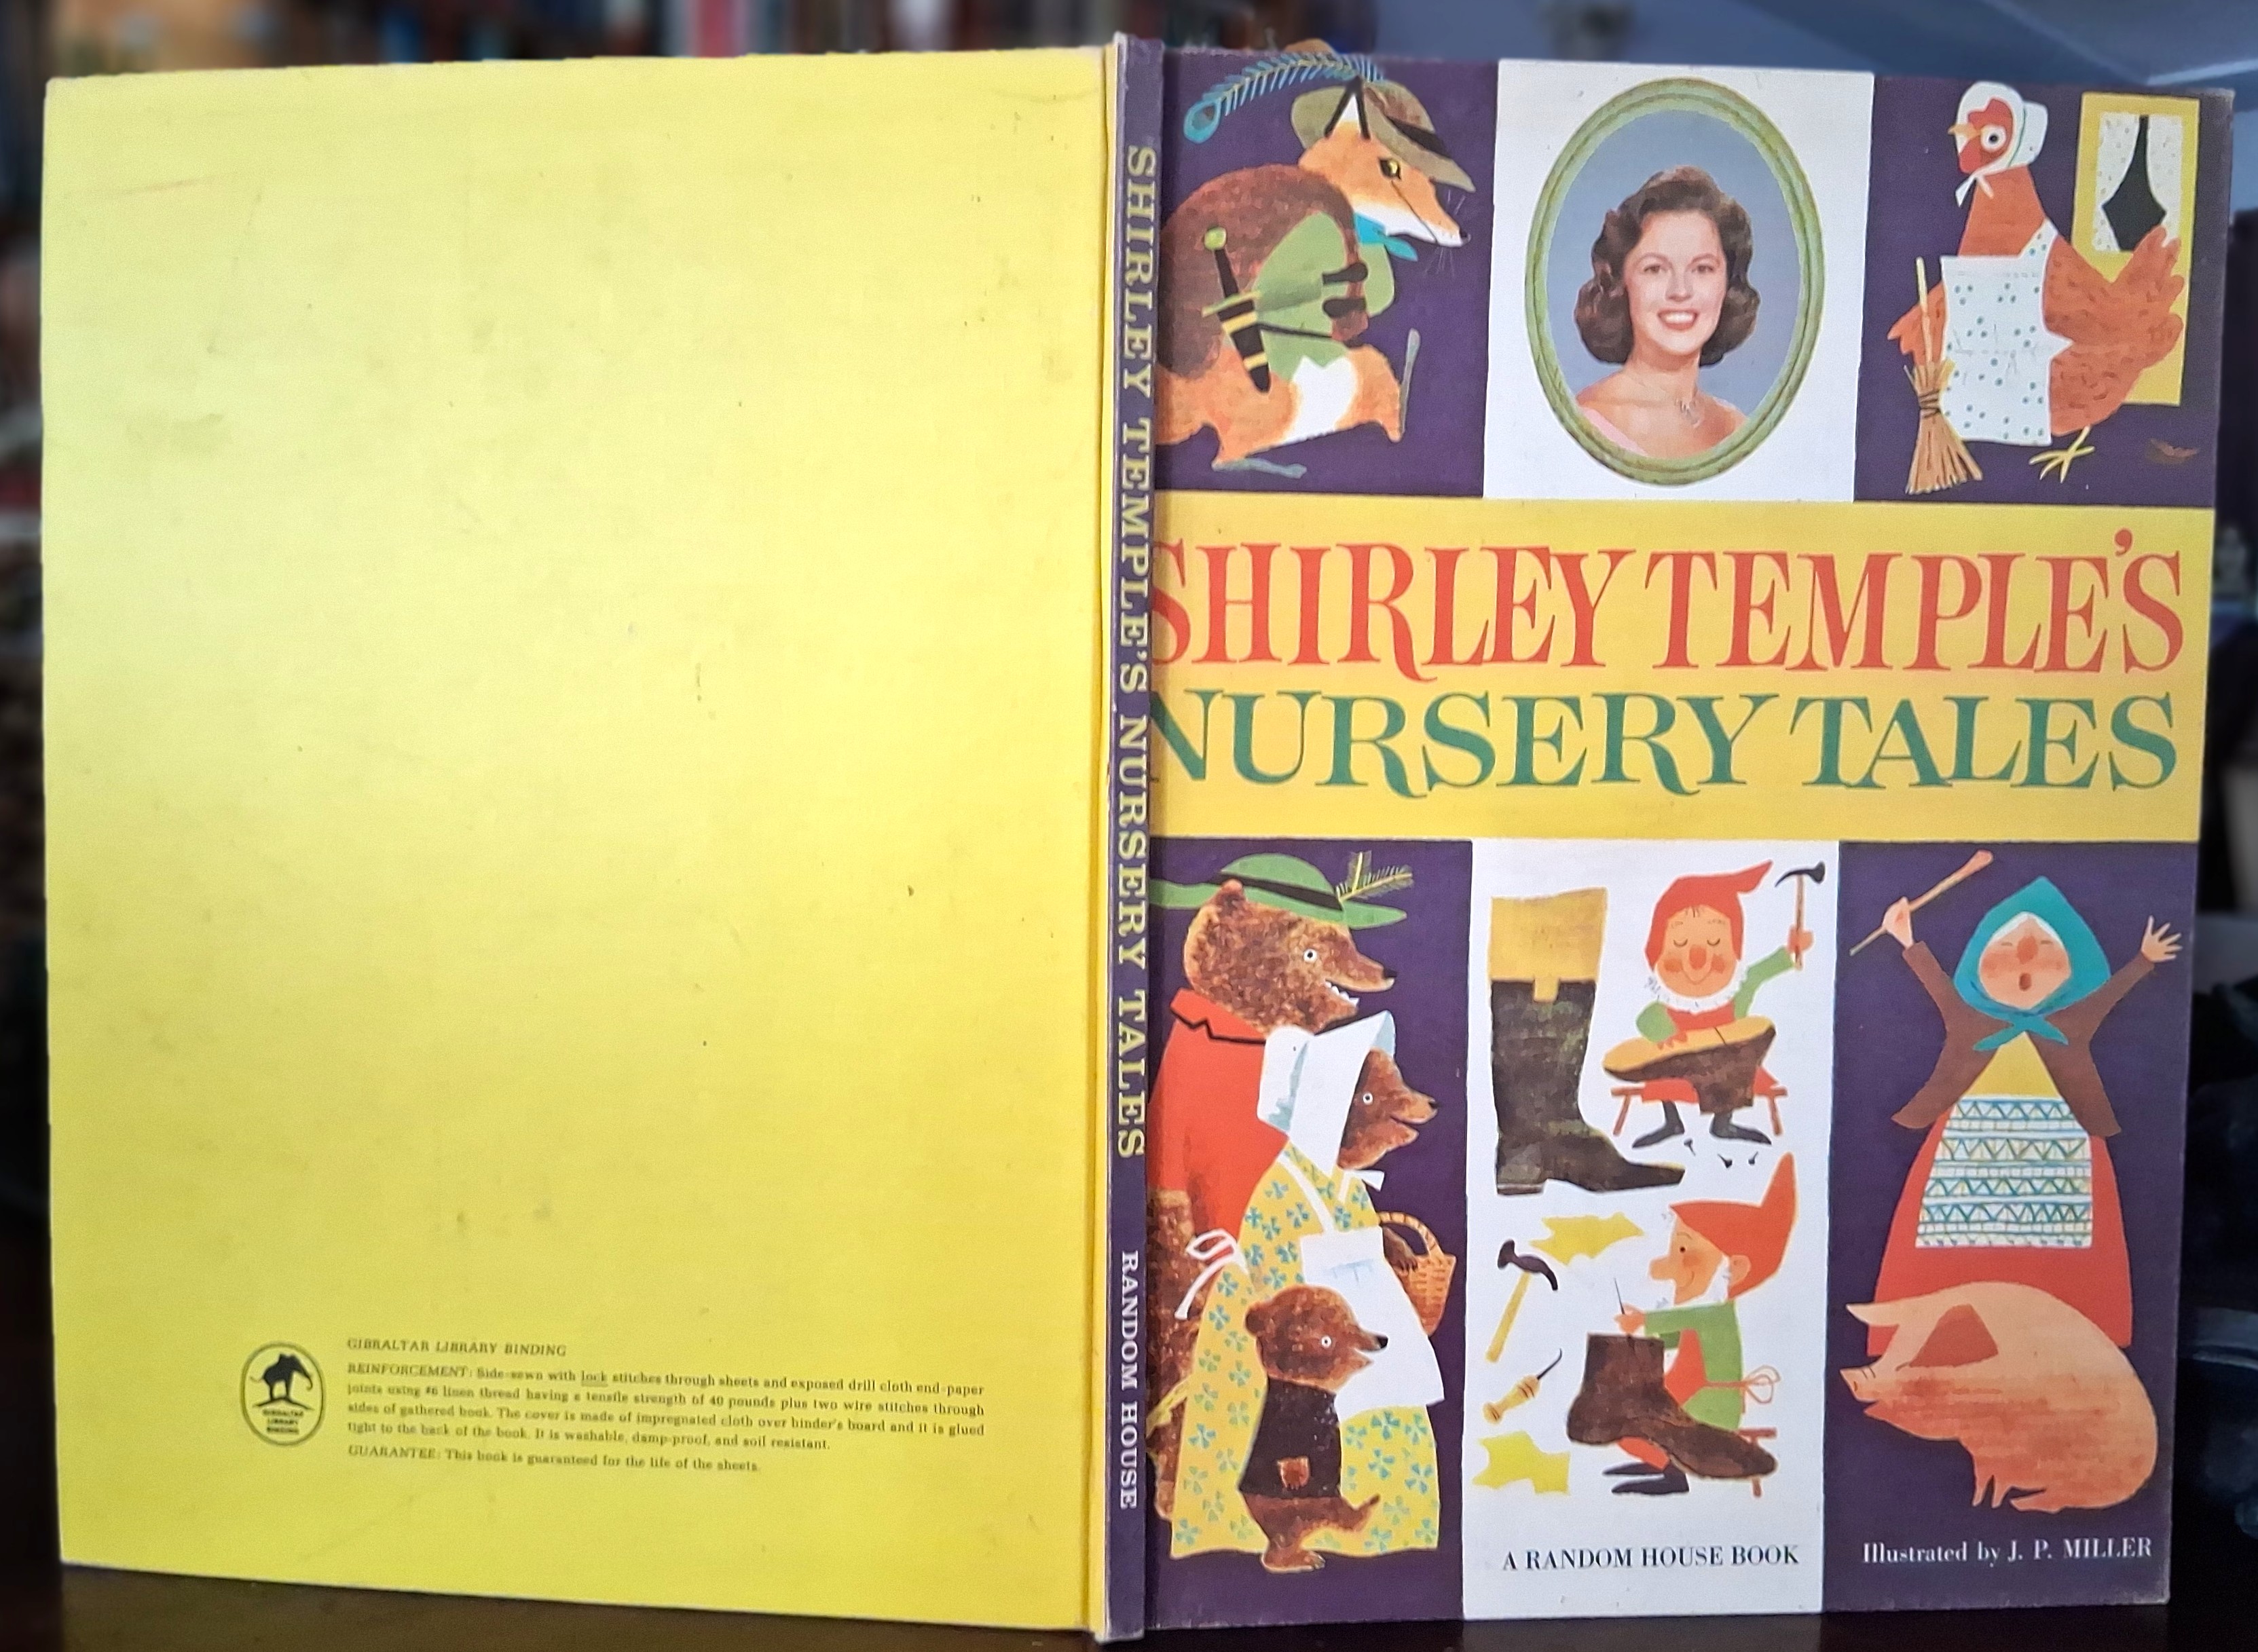 GIBRALTAR LIBRARY BINDING
REINFORCEMENT: Side-sewn with lock stitches through sheets and exposed drill cloth end-paper
joints using #6 linen thread having a tensile strength of 40 pounds plus two wire stitches through
sides of gathered book. The cover is made of impregnated cloth over binder's board and it is glued
tight to the back of the book. It is washable, damp-proof, and soil resistant.
GUARANTEE: This book is guaranteed for the life of the sheets.
GIBRALTAR
LIBRARY
BINDING
SHIRLEY TEMPLE'S NURSERY TALES
RANDOM HOUSE
SHIRLEY TEMPLE'S
NURSERY TALES
A RANDOM HOUSE BOOK
Illustrated by J. P. MILLER